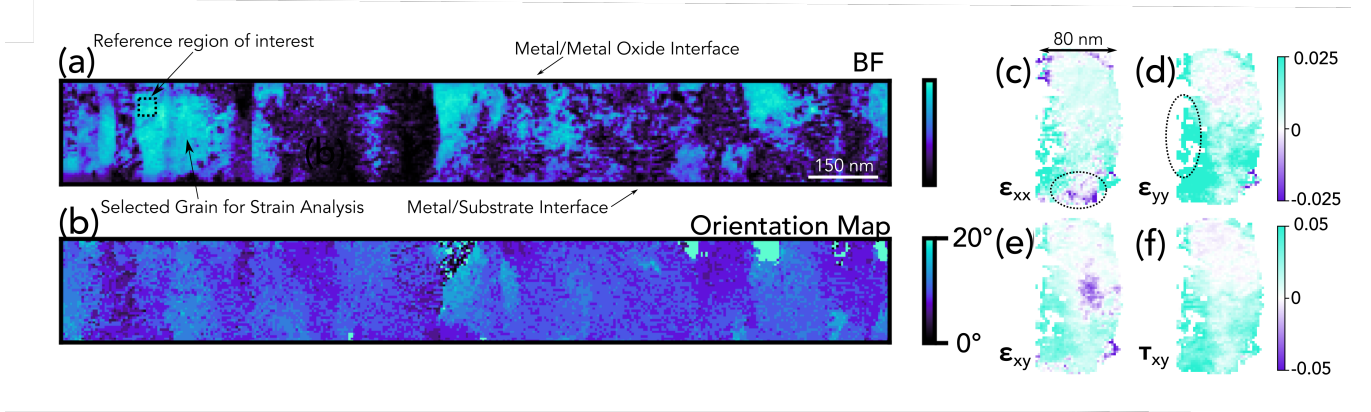 Reference region of interest
Metal/Metal Oxide Interface
80 nm
(a)
BF
(c)
(d)
0.025
(b)
150 nm
0
Selected Grain for Strain Analysis
Metal/Substrate Interface
εxx
εyy
-0.025
(b)
Orientation Map
20°
0°
(e)
(f)
0.05
0
εxy
τxy
-0.05